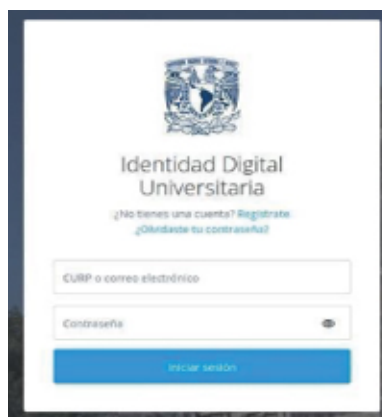 Identidad Digital
Universitaria
¿No tienes una cuenta? Regístrate
¿Olvidaste tu contraseña?
CURP o correo electrónico
Contraseña
Iniciar sesión